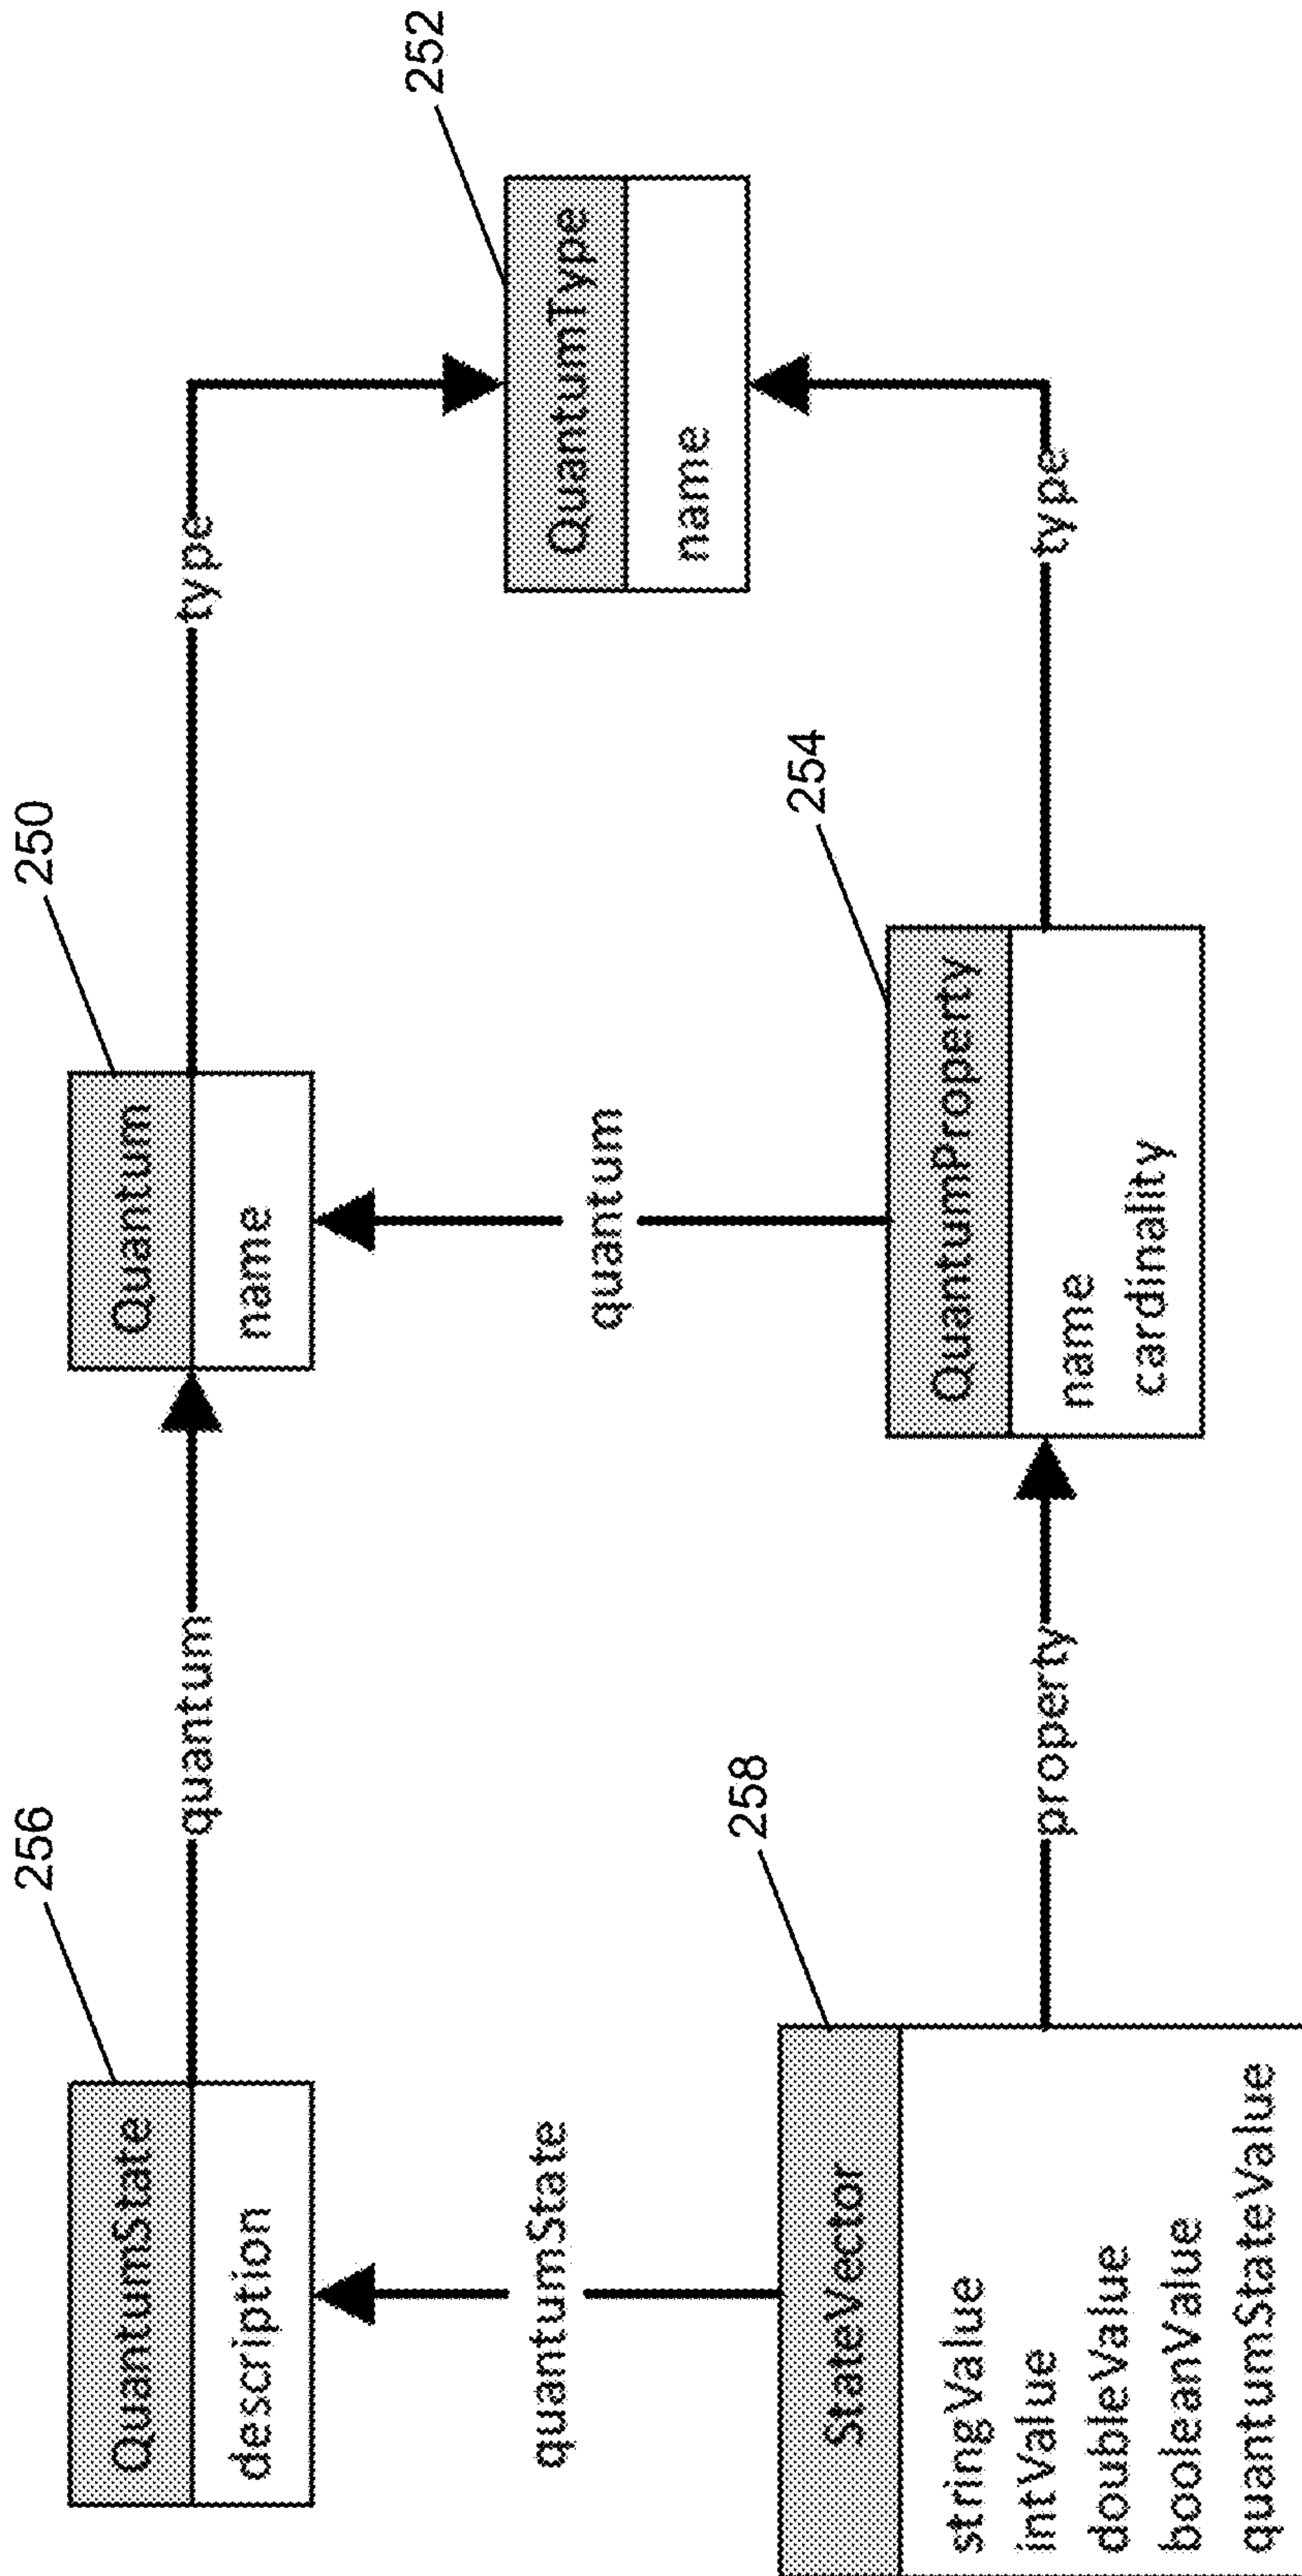 256
QuantumState
description
quantum
250
Quantum
name
type
252
QuantumType
name
quantumState
quantum
258
StateVector
stringValue
intValue
doubleValue
booleanValue
quantumStateValue
property
254
QuantumProperty
name
cardinality
type